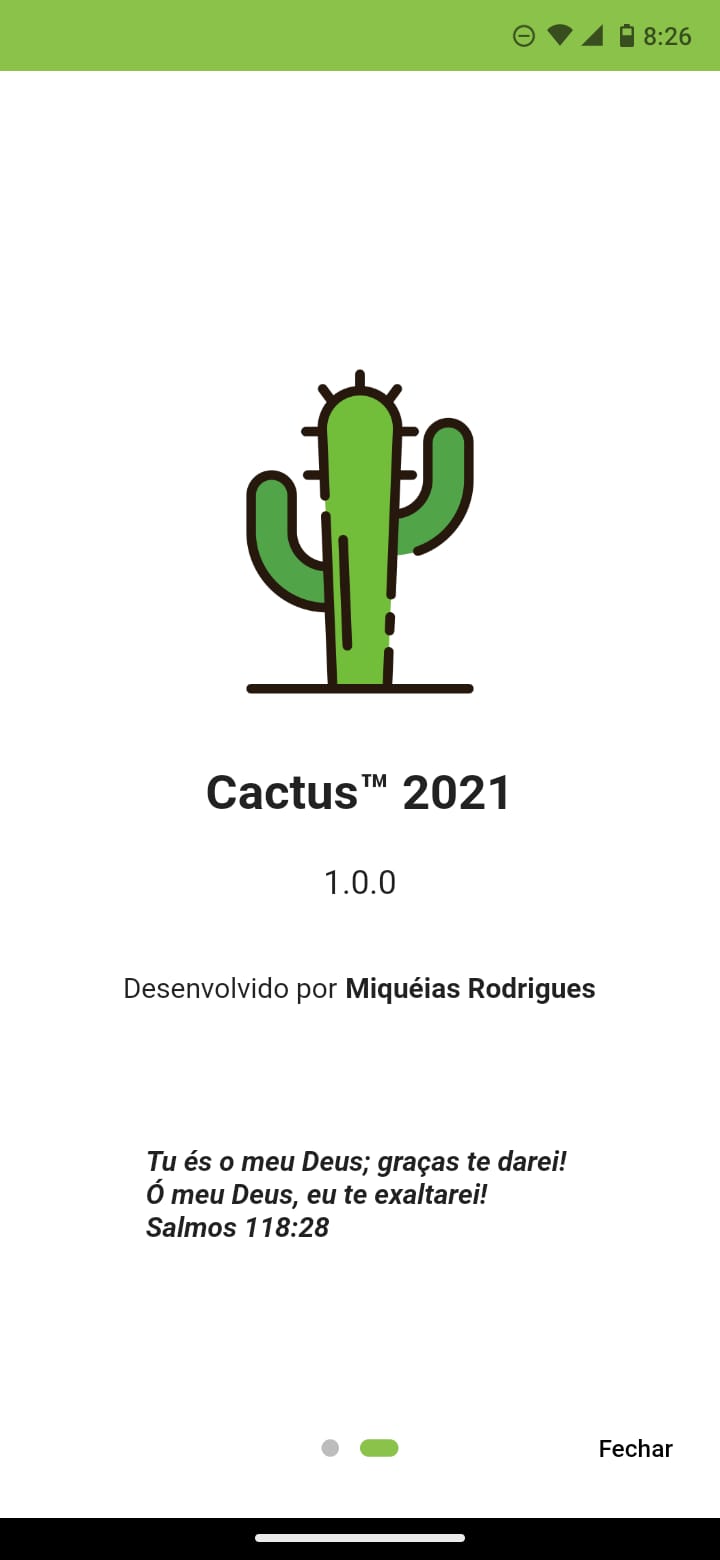 8:26
Cactus™ 2021
1.0.0
Desenvolvido por Miquéias Rodrigues
Tu és o meu Deus; graças te darei!
Ó meu Deus, eu te exaltarei!
Salmos 118:28
Fechar